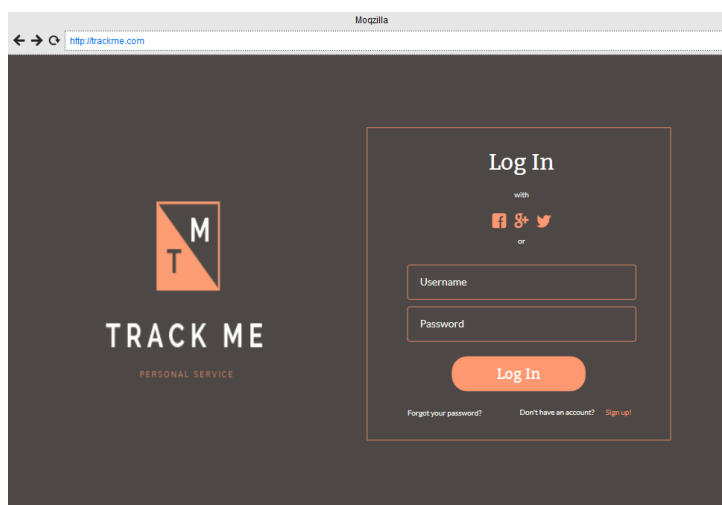 Moqzilla
http://trackme.com
M
T
TRACK ME
PERSONAL SERVICE
Log In
with
or
Username
Password
Log In
Forgot your password? Don't have an account? Sign up!